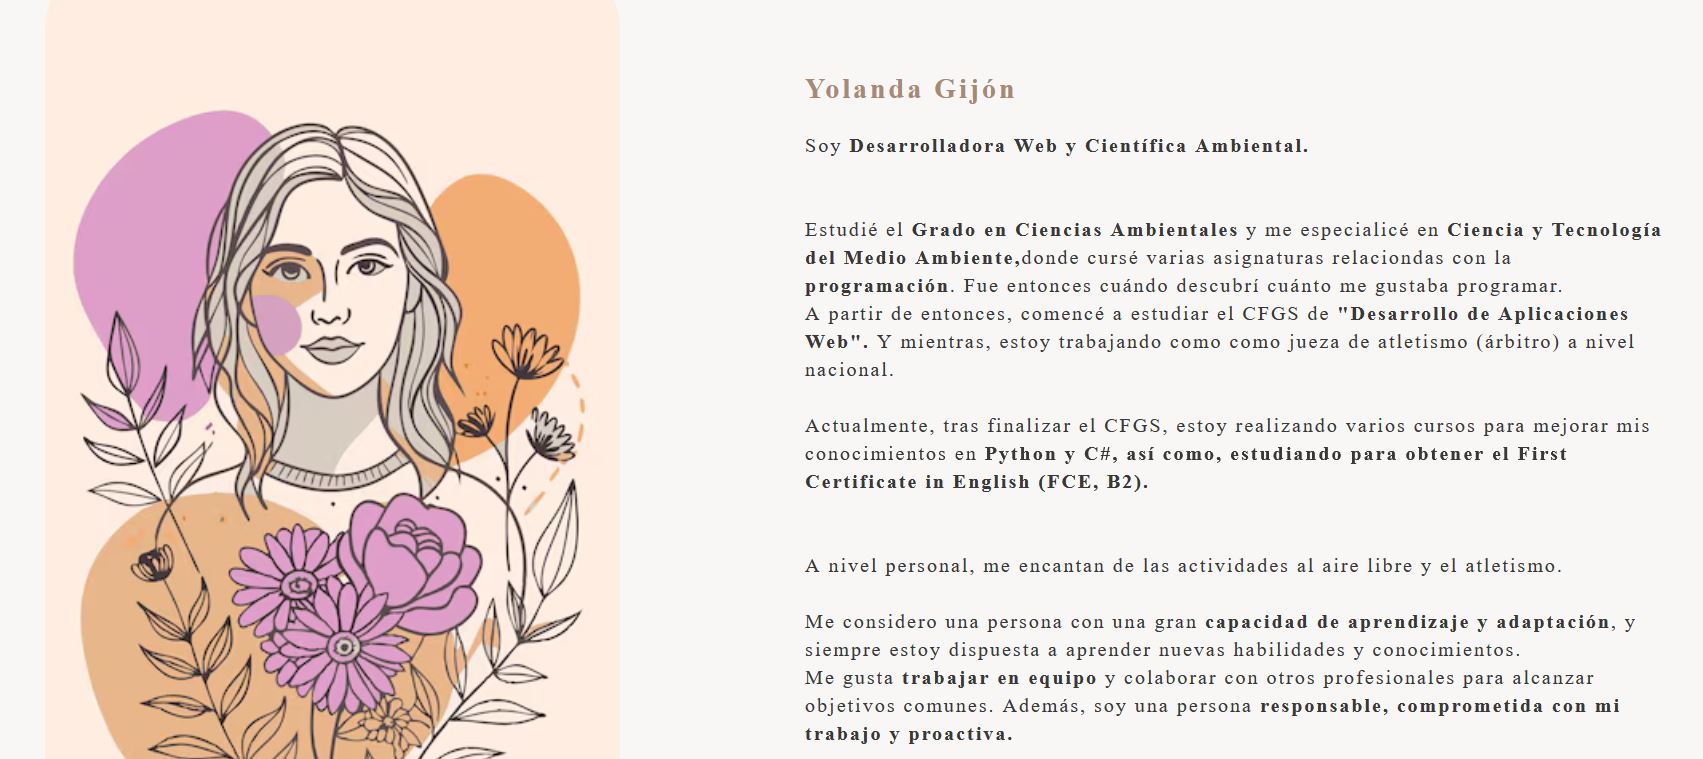 Yolanda Gijón
Soy Desarrolladora Web y Científica Ambiental.
Estudié el Grado en Ciencias Ambientales y me especialicé en Ciencia y Tecnología
del Medio Ambiente,donde cursé varias asignaturas relaciondas con la
programación. Fue entonces cuándo descubrí cuánto me gustaba programar.
A partir de entonces, comencé a estudiar el CFGS de "Desarrollo de Aplicaciones
Web". Y mientras, estoy trabajando como como jueza de atletismo (árbitro) a nivel
nacional.
Actualmente, tras finalizar el CFGS, estoy realizando varios cursos para mejorar mis
conocimientos en Python y C#, así como, estudiando para obtener el First
Certificate in English (FCE, B2).
A nivel personal, me encantan de las actividades al aire libre y el atletismo.
Me considero una persona con una gran capacidad de aprendizaje y adaptación, y
siempre estoy dispuesta a aprender nuevas habilidades y conocimientos.
Me gusta trabajar en equipo y colaborar con otros profesionales para alcanzar
objetivos comunes. Además, soy una persona responsable, comprometida con mi
trabajo y proactiva.